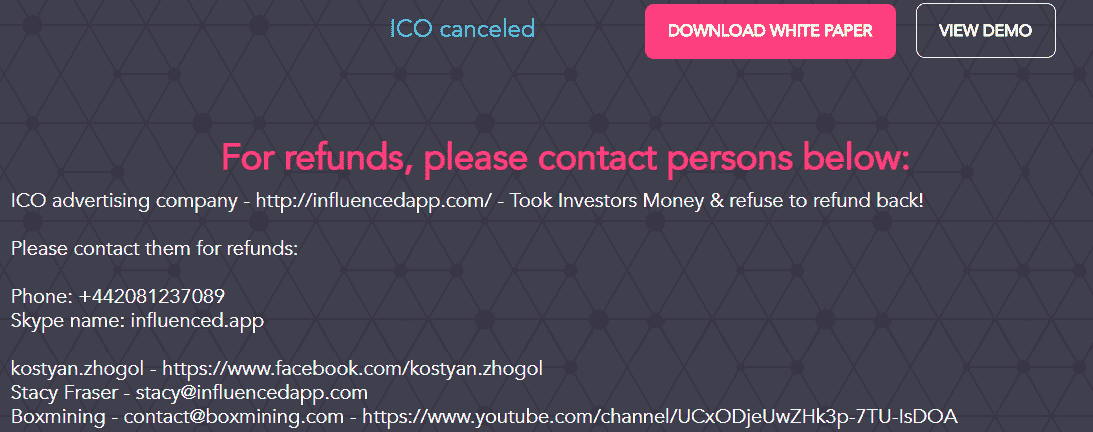 ICO canceled
DOWNLOAD WHITE PAPER
VIEW DEMO
For refunds, please contact persons below:
ICO advertising company - http://influencedapp.com/ - Took Investors Money & refuse to refund back!
Please contact them for refunds:
Phone: +442081237089
Skype name: influenced.app
kostyan.zhogol - https://www.facebook.com/kostyan.zhogol
Stacy Fraser - stacy@influencedapp.com
Boxmining - contact@boxmining.com - https://www.youtube.com/channel/UCxODjeUwZHk3p-7TU-IsDOA